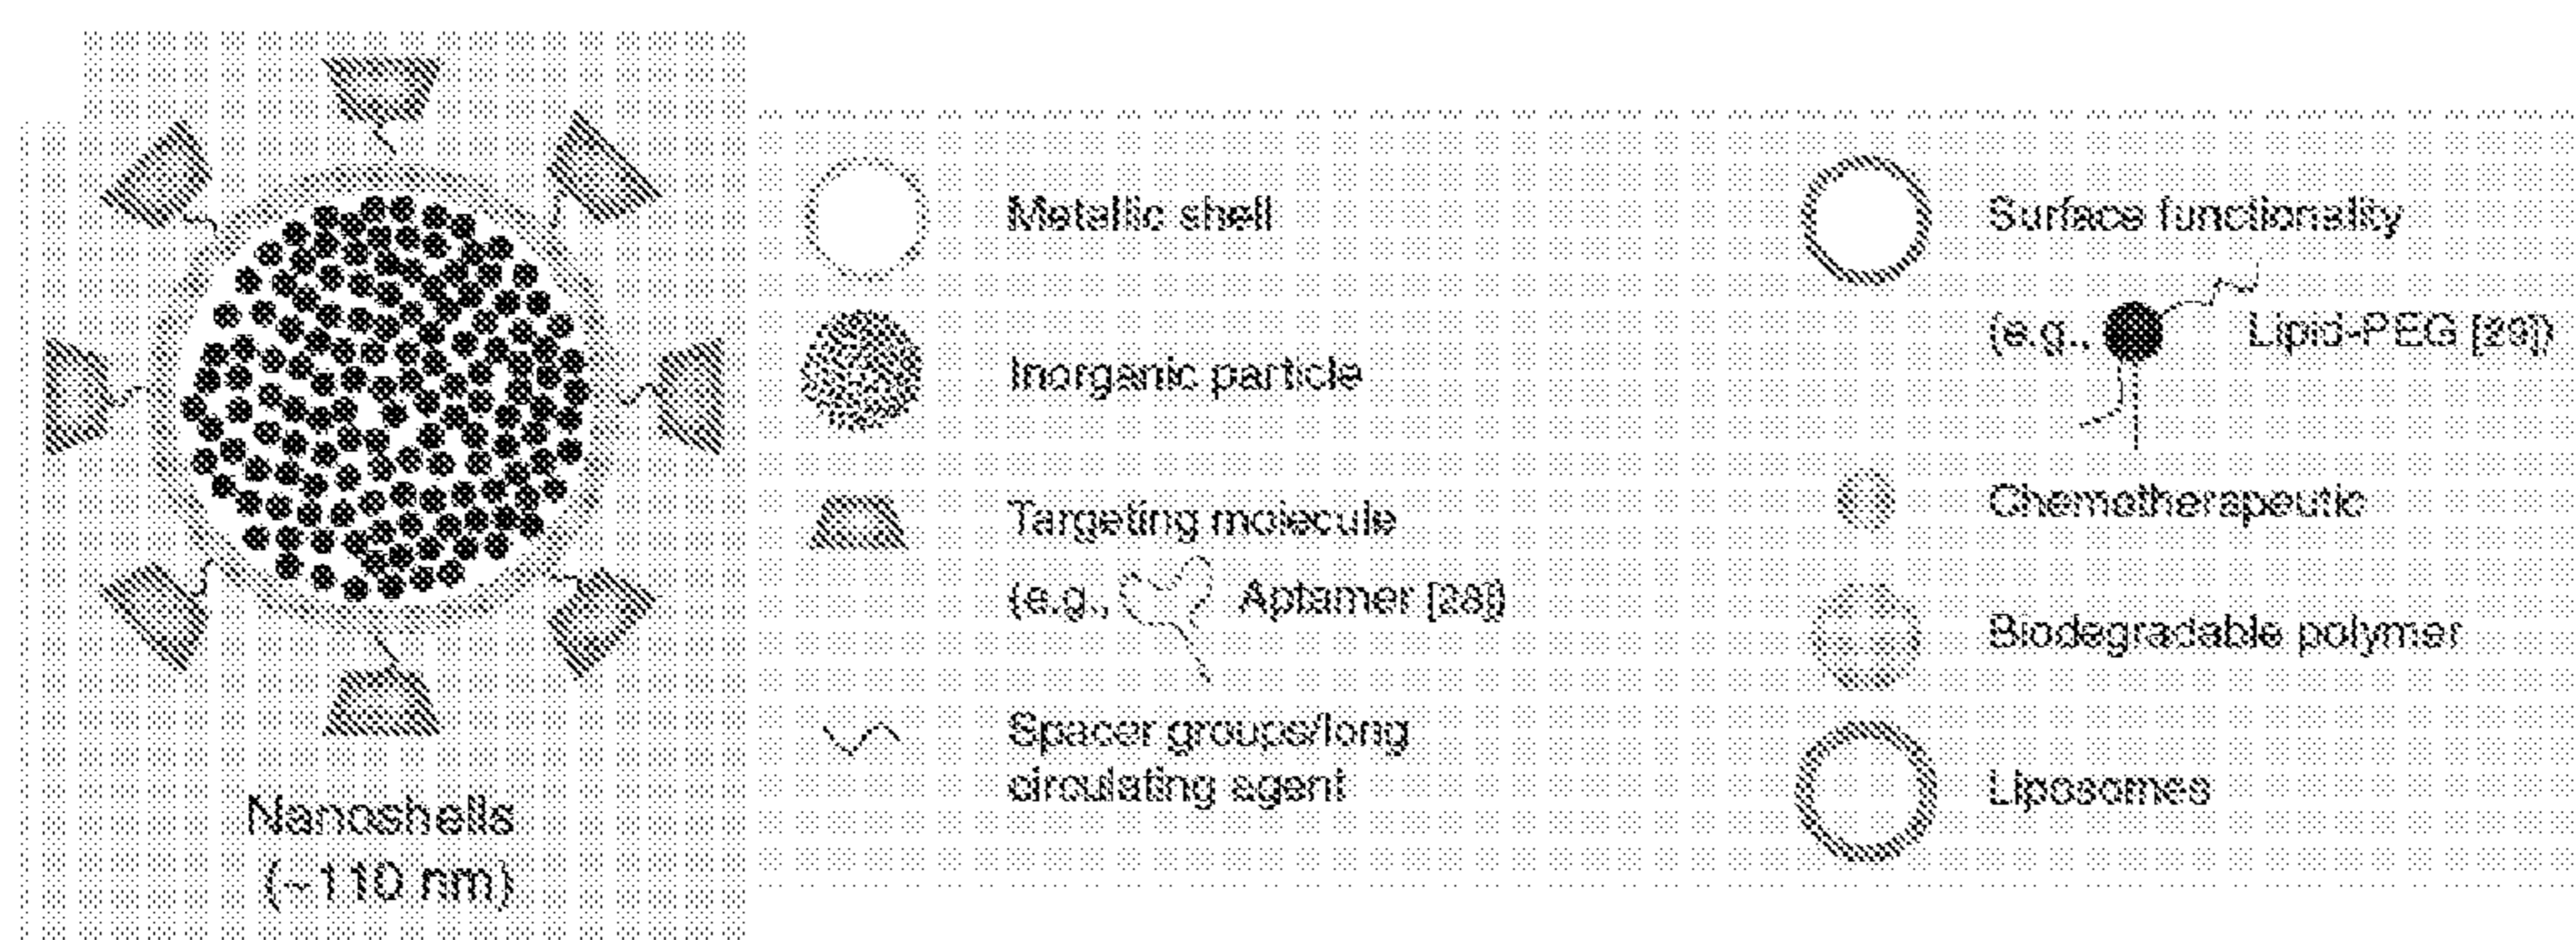 Nanoshells
(~110 nm)
Metallic shell
Inorganic particle
Targeting molecule
(e.g., Aptamer [28])
Spacer groups/long
circulating agent
Surface functionality
(e.g., Lipid-PEG [29])
Chemotherapeutic
Biodegradable polymer
Liposomes